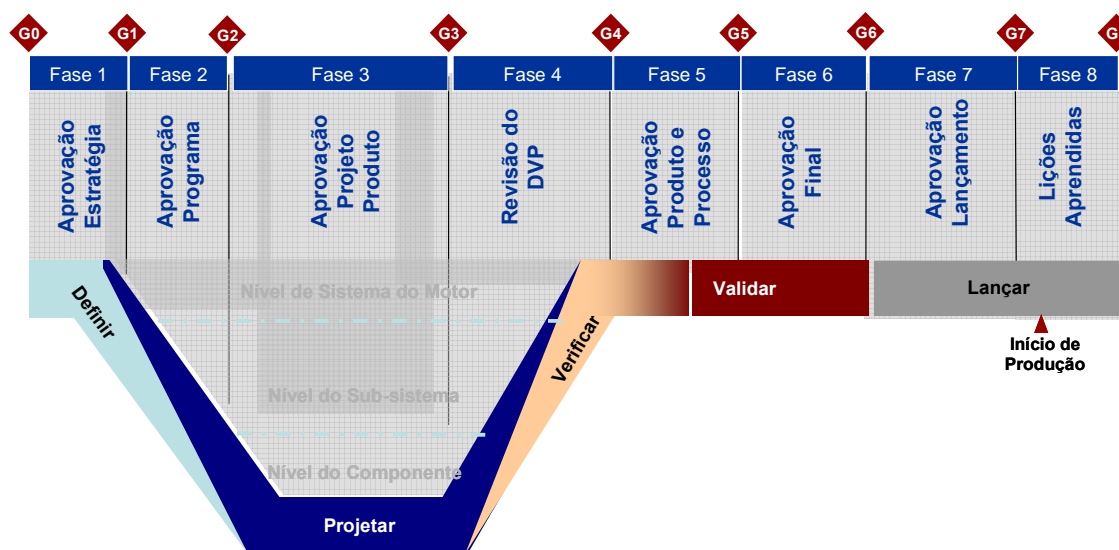 G0 G1 G2 G3 G4 G5 G6 G7 G
Fase 1 Fase 2 Fase 3 Fase 4 Fase 5 Fase 6 Fase 7 Fase 8
Aprovação
Estratégia
Aprovação
Programa
Aprovação
Projeto
Produto
Revisão do
DVP
Aprovação
Produto e
Processo
Aprovação
Final
Aprovação
Lançamento
Lições
Aprendidas
Definir
Nível de Sistema do Motor
Verificar
Validar
Lançar
Início de
Produção
Nível do Sub-sistema
Nível do Componente
Projetar